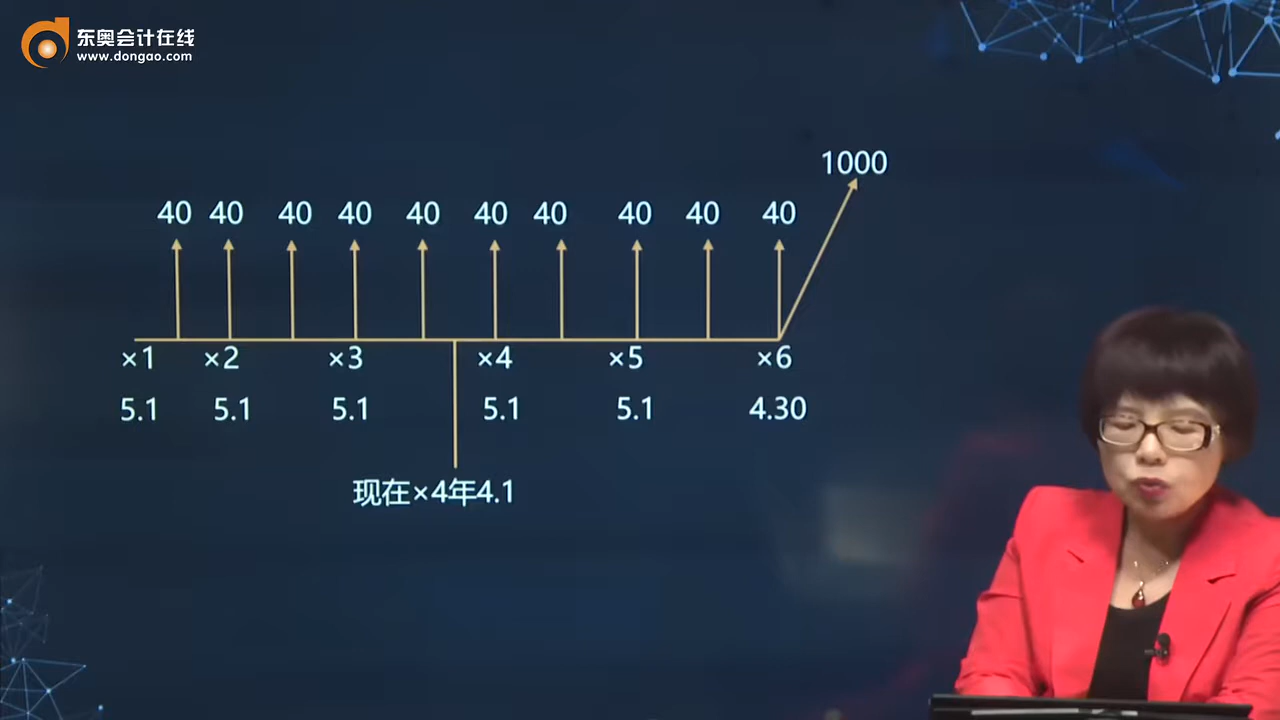 东奥会计在线
www.dongao.com
1000
40 40 40 40 40 40 40 40 40 40
×1 ×2 ×3 ×4 ×5 ×6
5.1 5.1 5.1 5.1 5.1 4.30
现在×4年4.1